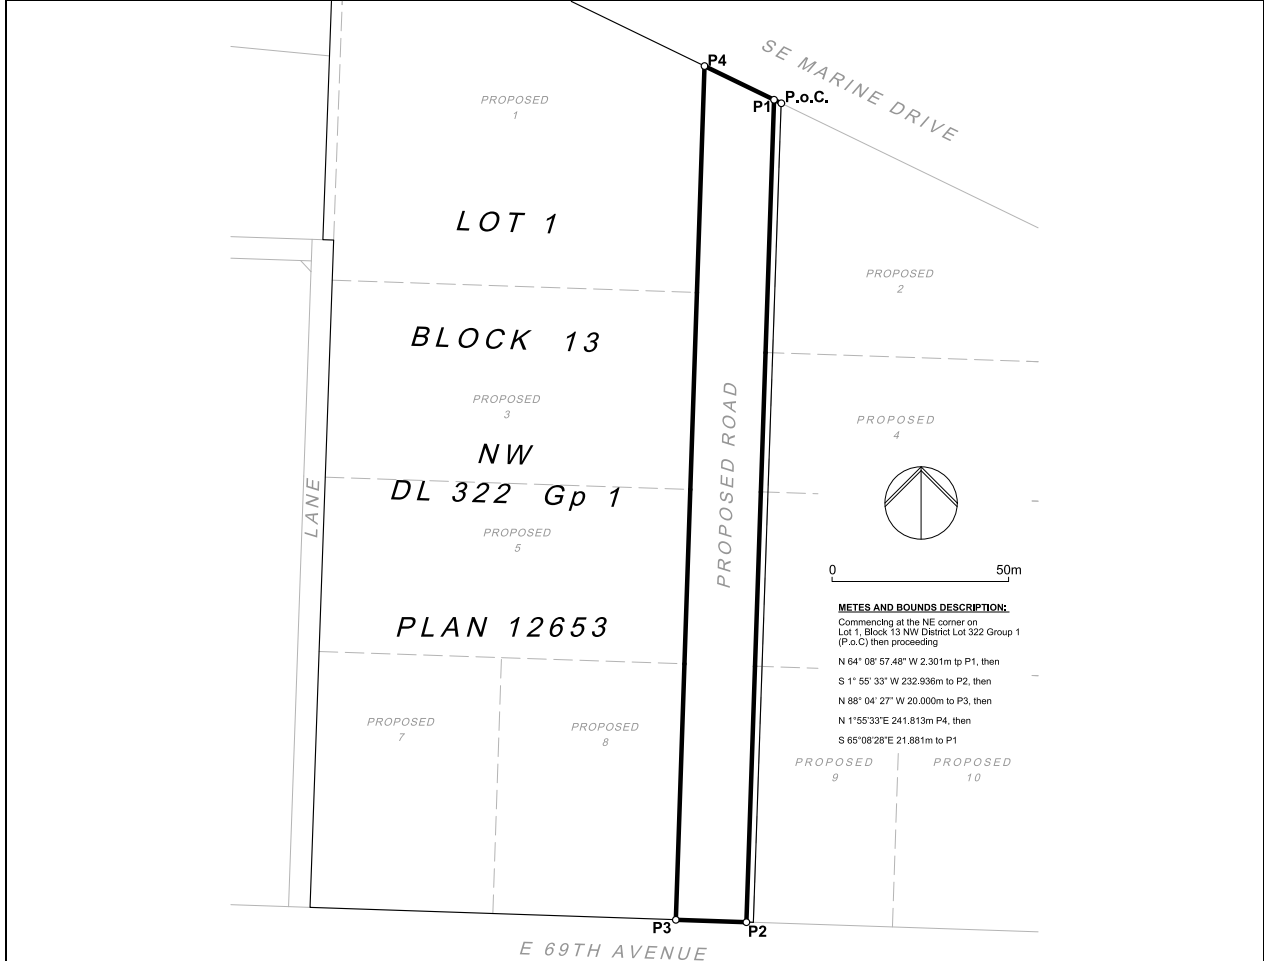 SE MARINE DRIVE
P4
P1
P.o.C.
PROPOSED
1
LOT 1
PROPOSED
2
BLOCK 13
PROPOSED
3
PROPOSED
4
NW
DL 322 Gp 1
LANE
PROPOSED ROAD
PROPOSED
5
0 50m
PLAN 12653
METES AND BOUNDS DESCRIPTION:
Commencing at the NE corner on
Lot 1, Block 13 NW District Lot 322 Group 1
(P.o.C) then proceeding
N 64° 08' 57.48" W 2.301m tp P1, then
S 1° 55' 33" W 232.936m to P2, then
N 88° 04' 27" W 20.000m to P3, then
N 1°55'33"E 241.813m P4, then
S 65°08'28"E 21.881m to P1
PROPOSED
7
PROPOSED
8
PROPOSED
9
PROPOSED
10
P3
P2
E 69TH AVENUE